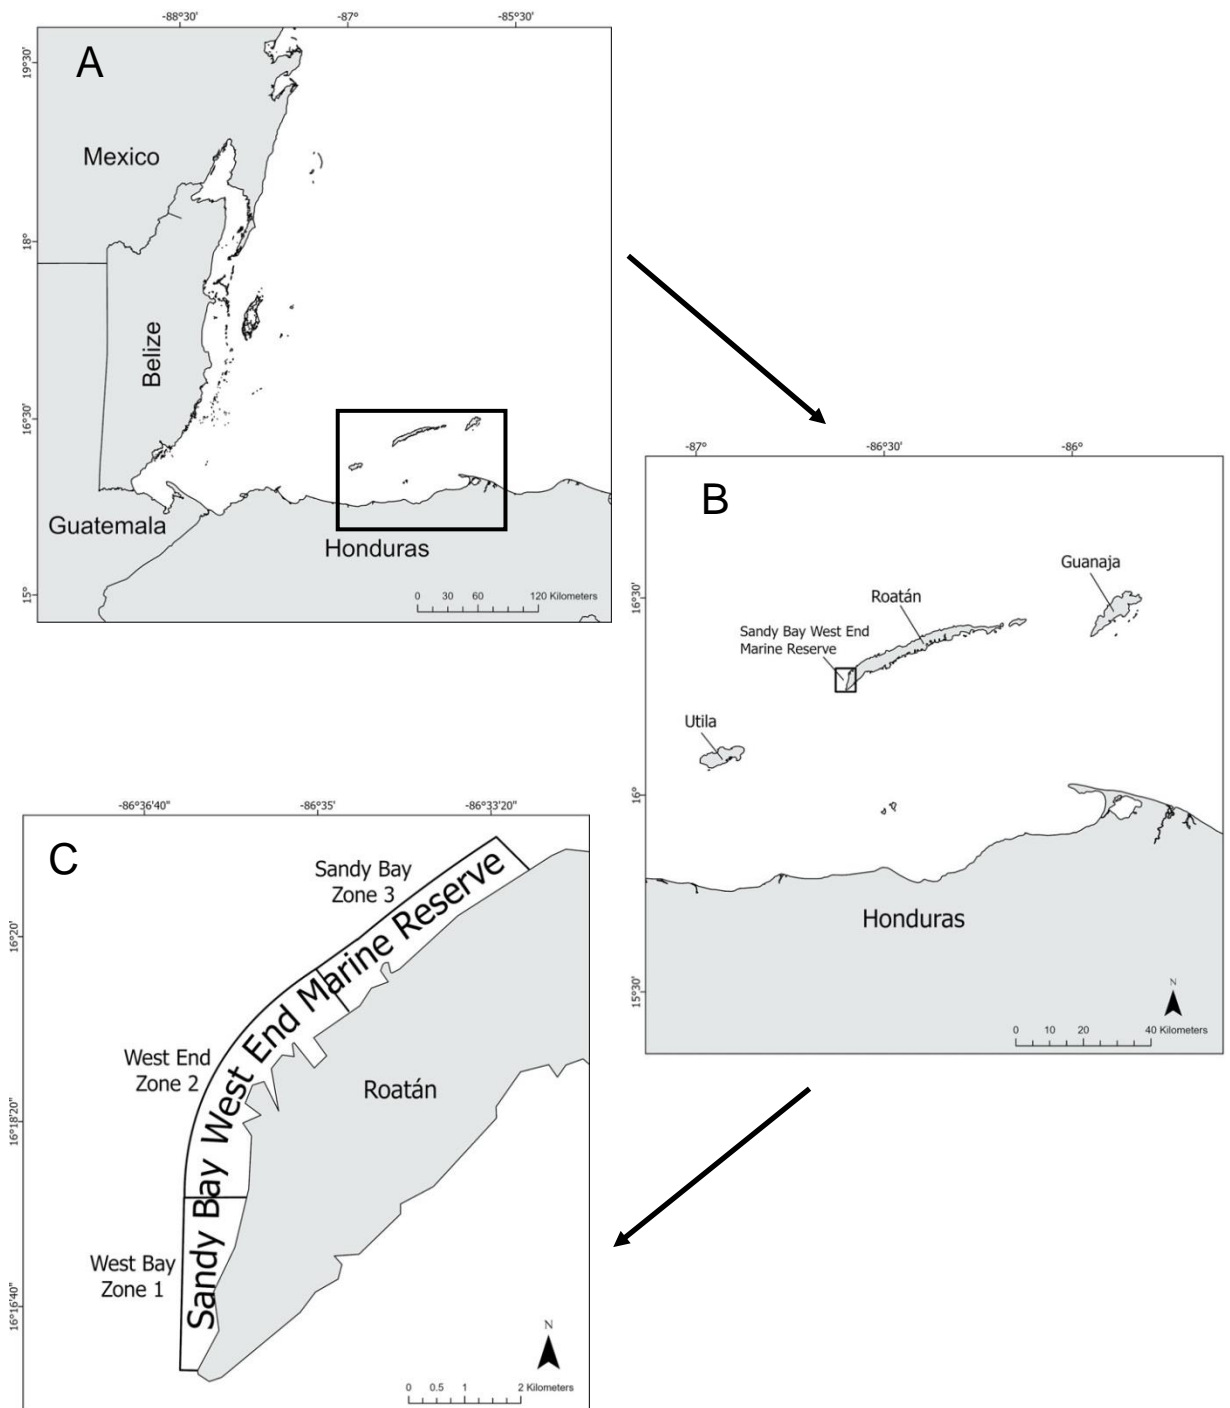 -88°30'
-87°
-85°30'
A
19°30'
18°
16°30'
15°
Mexico
Belize
Guatemala
Honduras
0 30 60 120 Kilometers
-87°
-86°30'
-86°
B
16°30'
16°
15°30'
Guanaja
Roatán
Sandy Bay West End
Marine Reserve
Utila
Honduras
N
0 10 20 40 Kilometers
-86°36'40"
-86°35'
-86°33'20"
C
16°20'
16°18'20"
16°16'40"
Sandy Bay
Zone 3
West End
Zone 2
West Bay
Zone 1
Sandy Bay West End Marine Reserve
Roatán
N
0 0.5 1 2 Kilometers